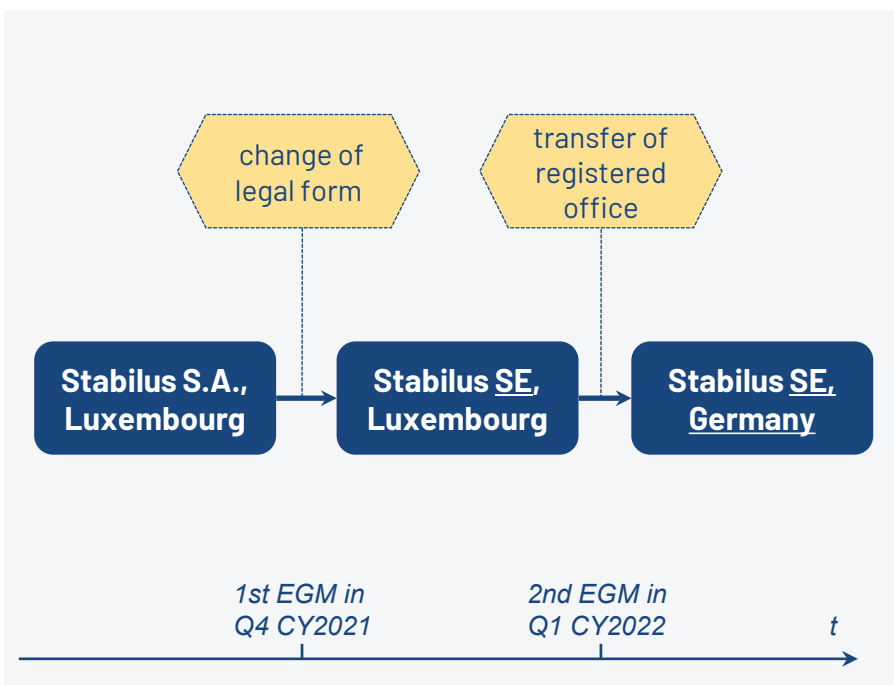 change of
legal form
transfer of
registered
office
Stabilus S.A.,
Luxembourg
Stabilus SE,
Luxembourg
Stabilus SE,
Germany
1st EGM in
Q4 CY2021
2nd EGM in
Q1 CY2022
t